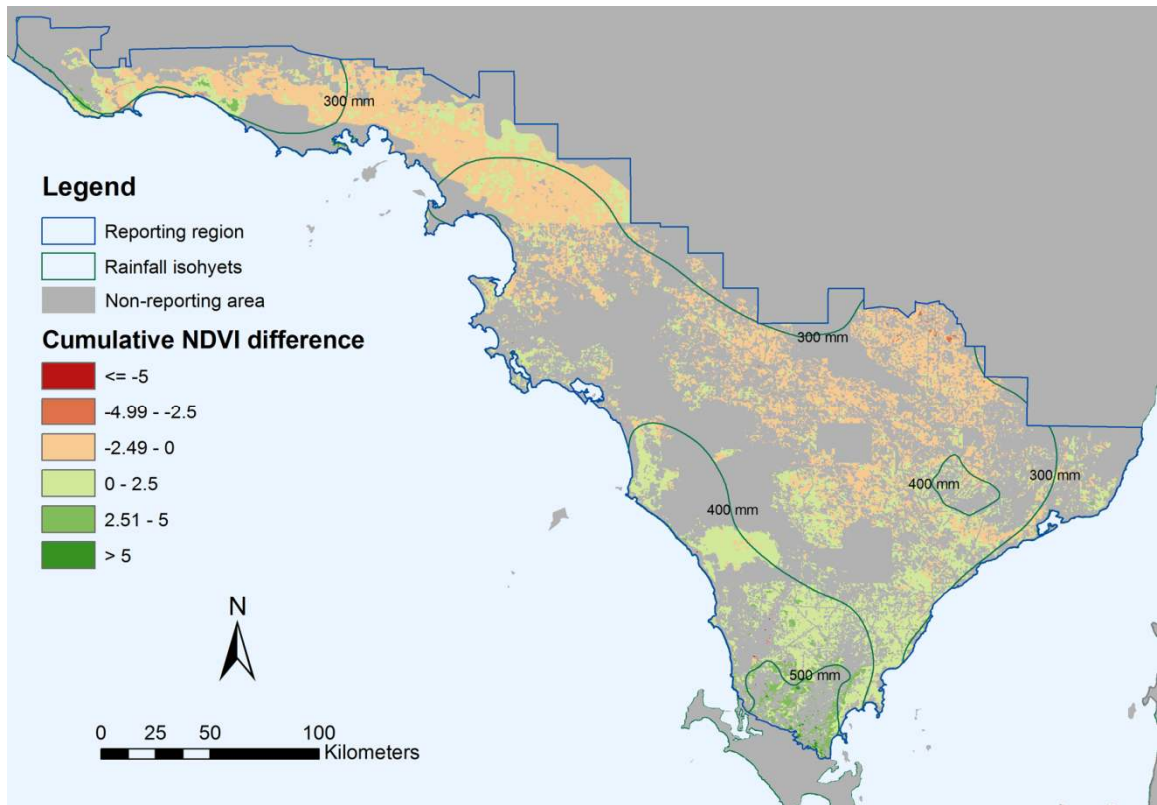 300 mm
Legend
Reporting region
Rainfall isohyets
Non-reporting area
Cumulative NDVI difference
<= -5
-4.99 - -2.5
-2.49 - 0
0 - 2.5
2.51 - 5
> 5
300 mm
400 mm
300 mm
400 mm
500 mm
N
0 25 50 100
Kilometers